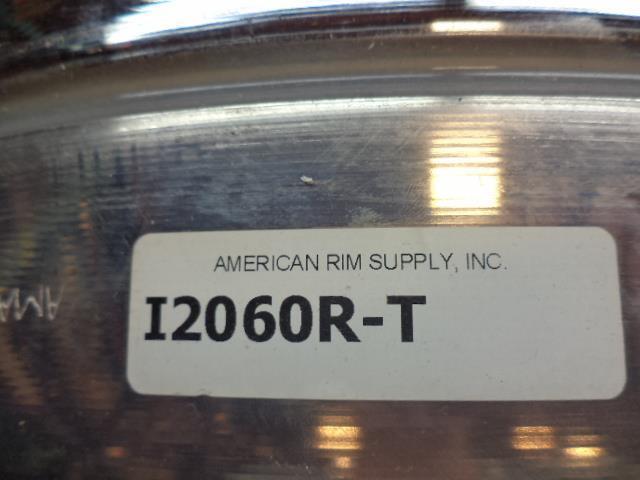 AMERICAN RIM SUPPLY, INC.
I2060R-T